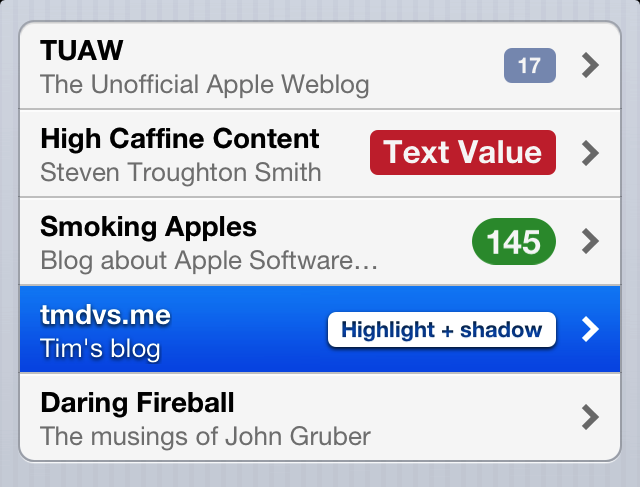 TUAW
The Unofficial Apple Weblog
17
High Caffine Content
Steven Troughton Smith
Text Value
Smoking Apples
Blog about Apple Software…
145
tmdvs.me
Tim's blog
Highlight + shadow
Daring Fireball
The musings of John Gruber